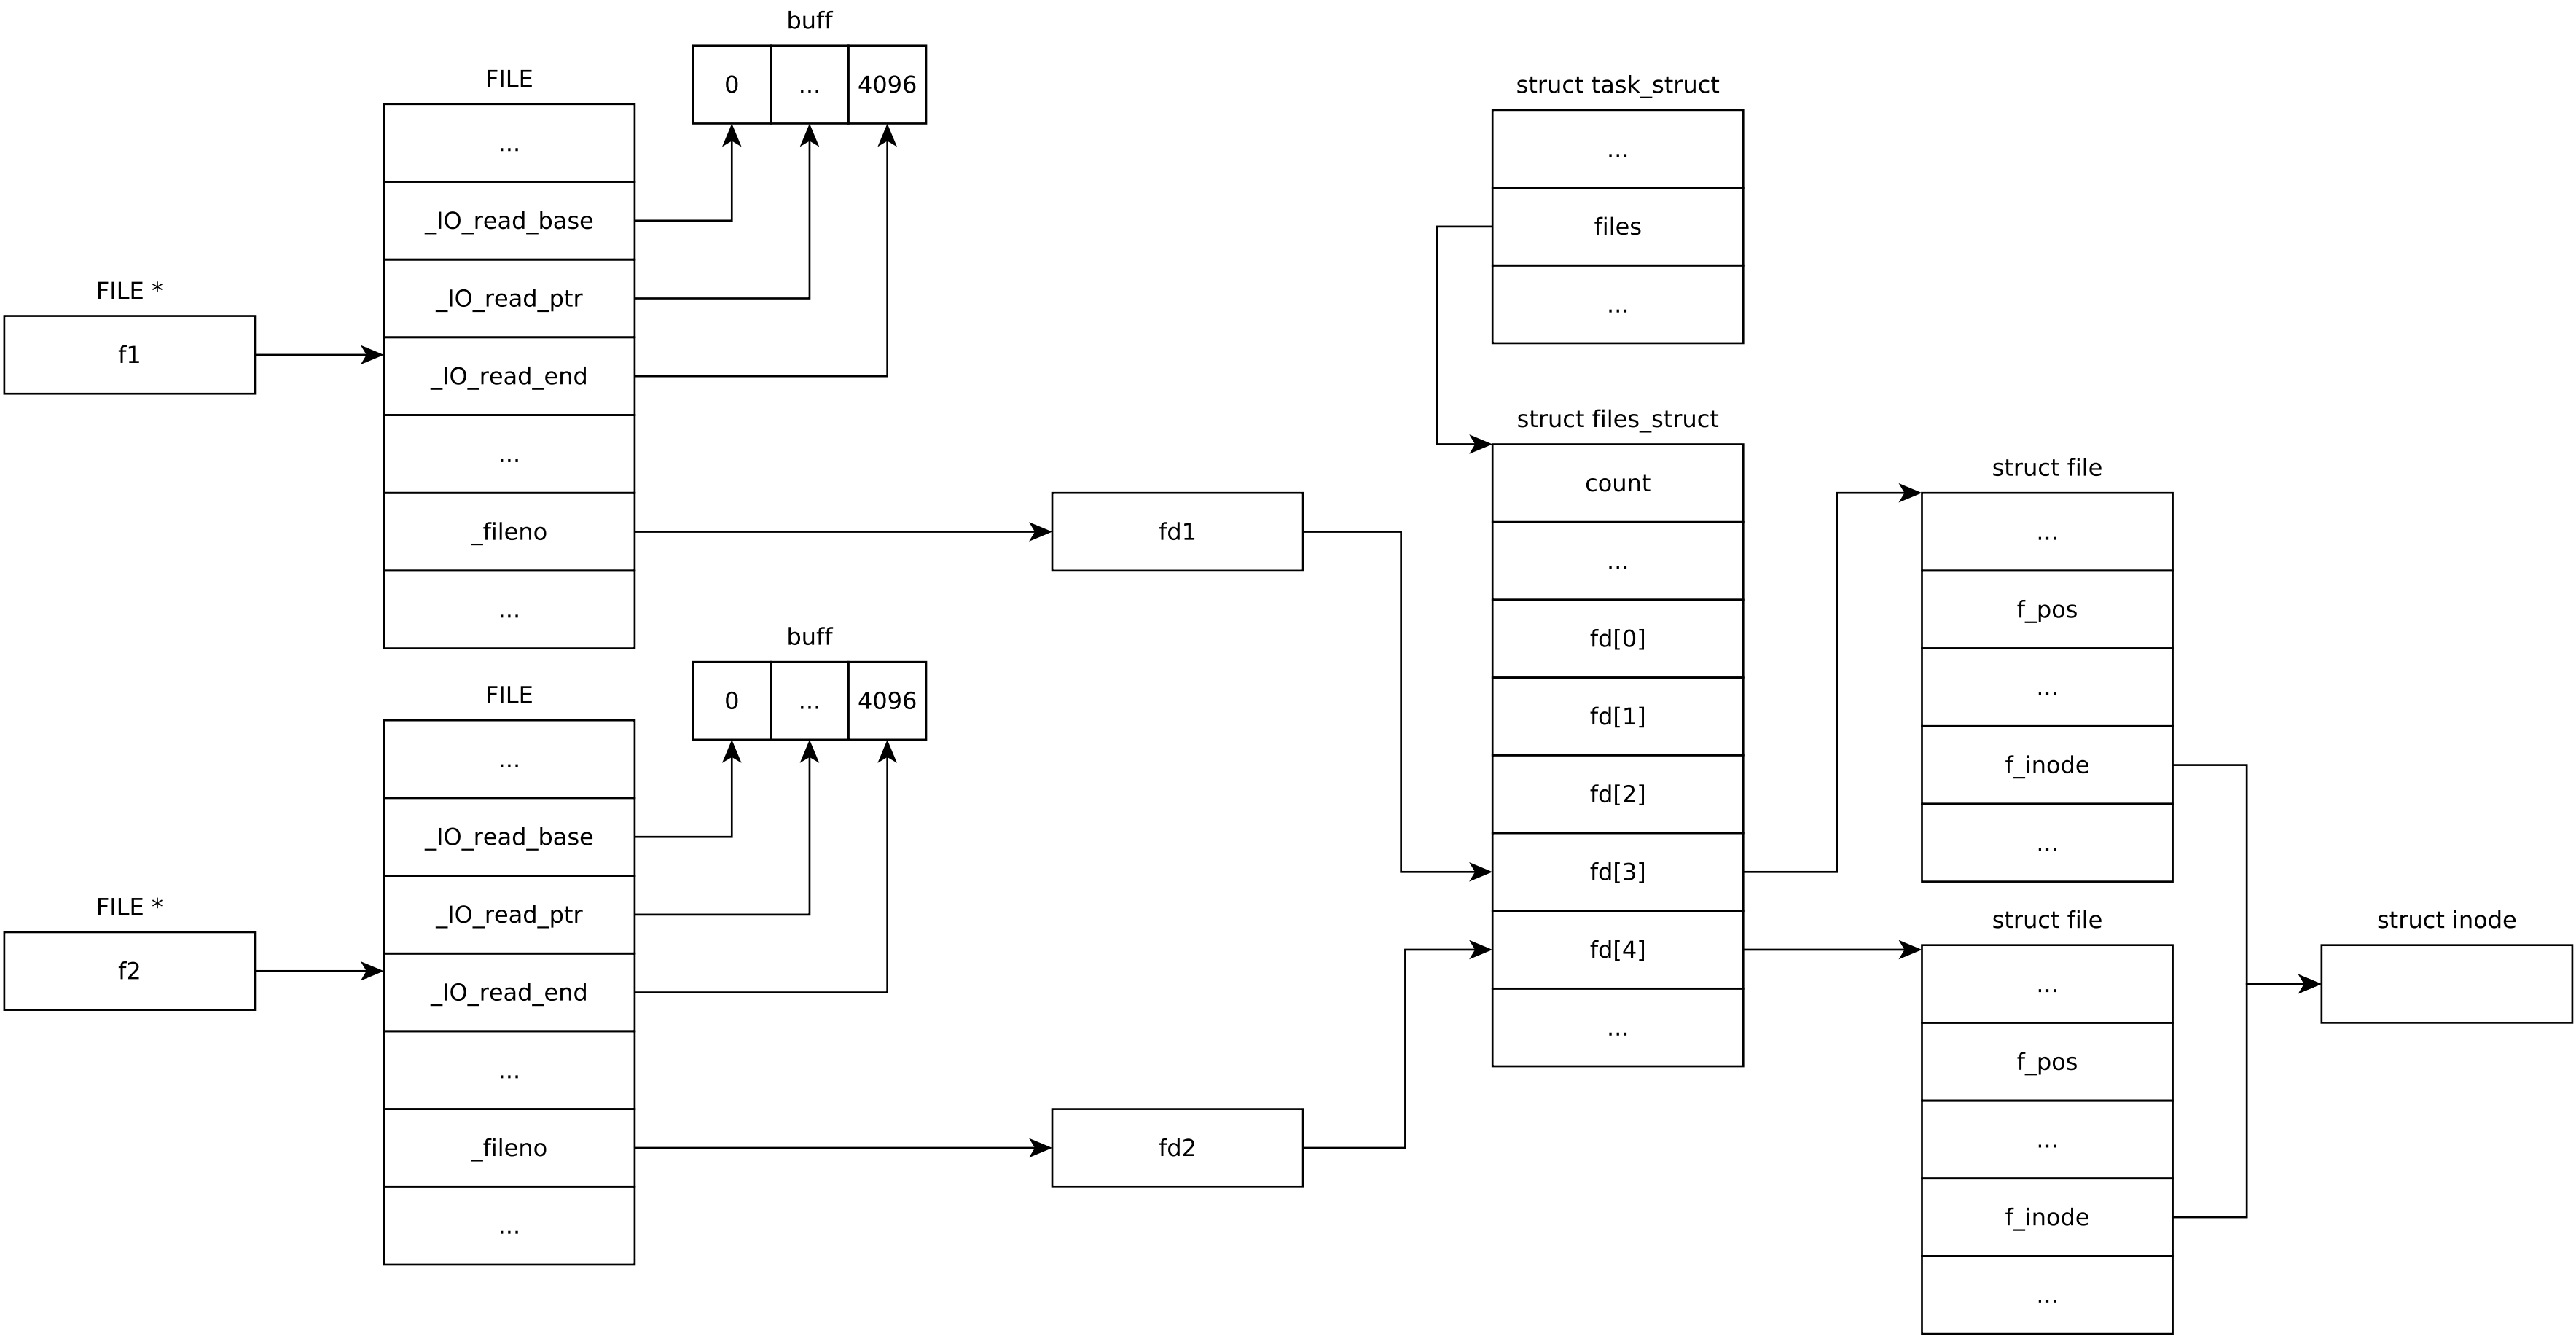 FILE *
f1
FILE
...
_IO_read_base
_IO_read_ptr
_IO_read_end
...
_fileno
...
buff
0
...
4096
FILE *
f2
FILE
...
_IO_read_base
_IO_read_ptr
_IO_read_end
...
_fileno
...
buff
0
...
4096
fd1
fd2
struct task_struct
...
files
...
struct files_struct
count
...
fd[0]
fd[1]
fd[2]
fd[3]
fd[4]
...
struct file
...
f_pos
...
f_inode
...
struct file
...
f_pos
...
f_inode
...
struct inode